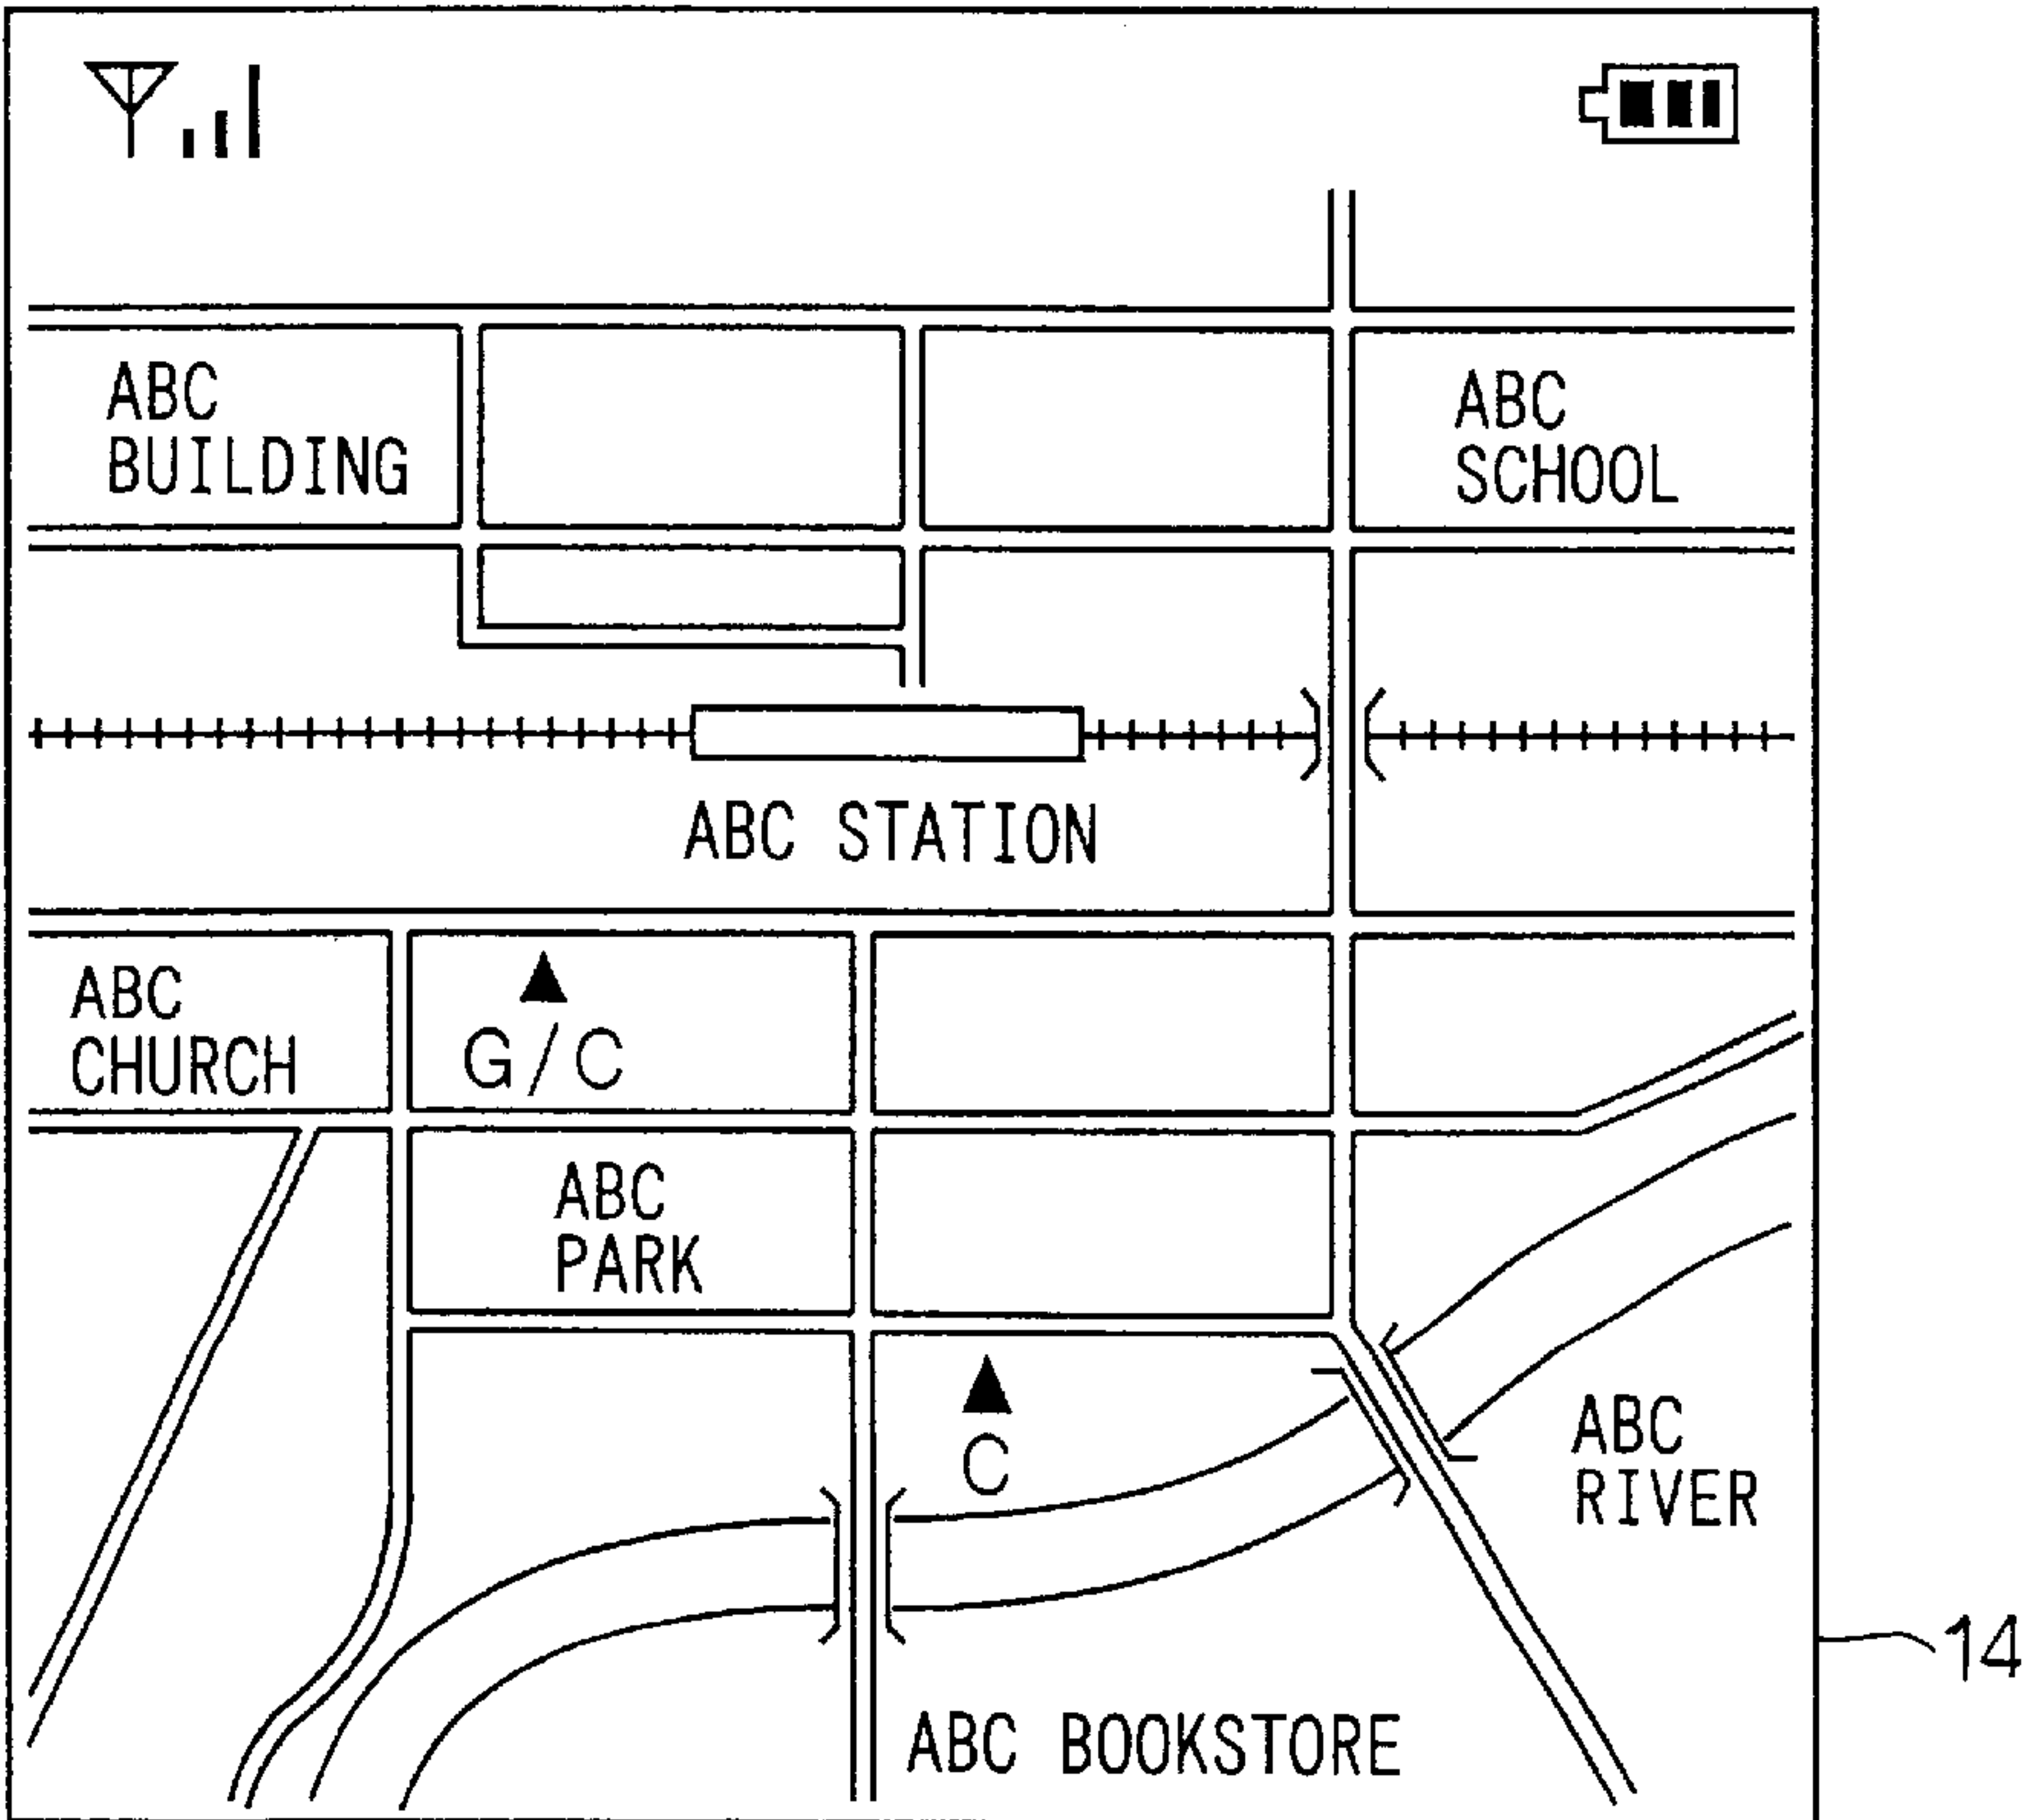 ABC
BUILDING
ABC
SCHOOL
ABC STATION
ABC
CHURCH
G/C
ABC
PARK
C
ABC
RIVER
14
ABC BOOKSTORE